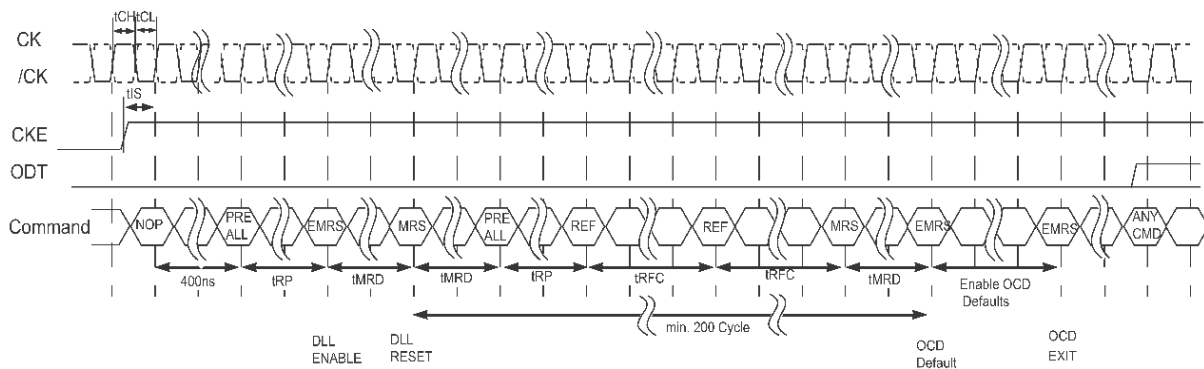 tCH tCL
CK
/CK
tIS
CKE
ODT
Command
NOP
PRE
ALL
EMRS
MRS
PRE
ALL
REF
REF
MRS
EMRS
EMRS
ANY
CMD
400ns
tRP
tMRD
tMRD
tRP
tRFC
tRFC
tMRD
Enable OCD
Defaults
min. 200 Cycle
DLL
ENABLE
DLL
RESET
OCD
Default
OCD
EXIT